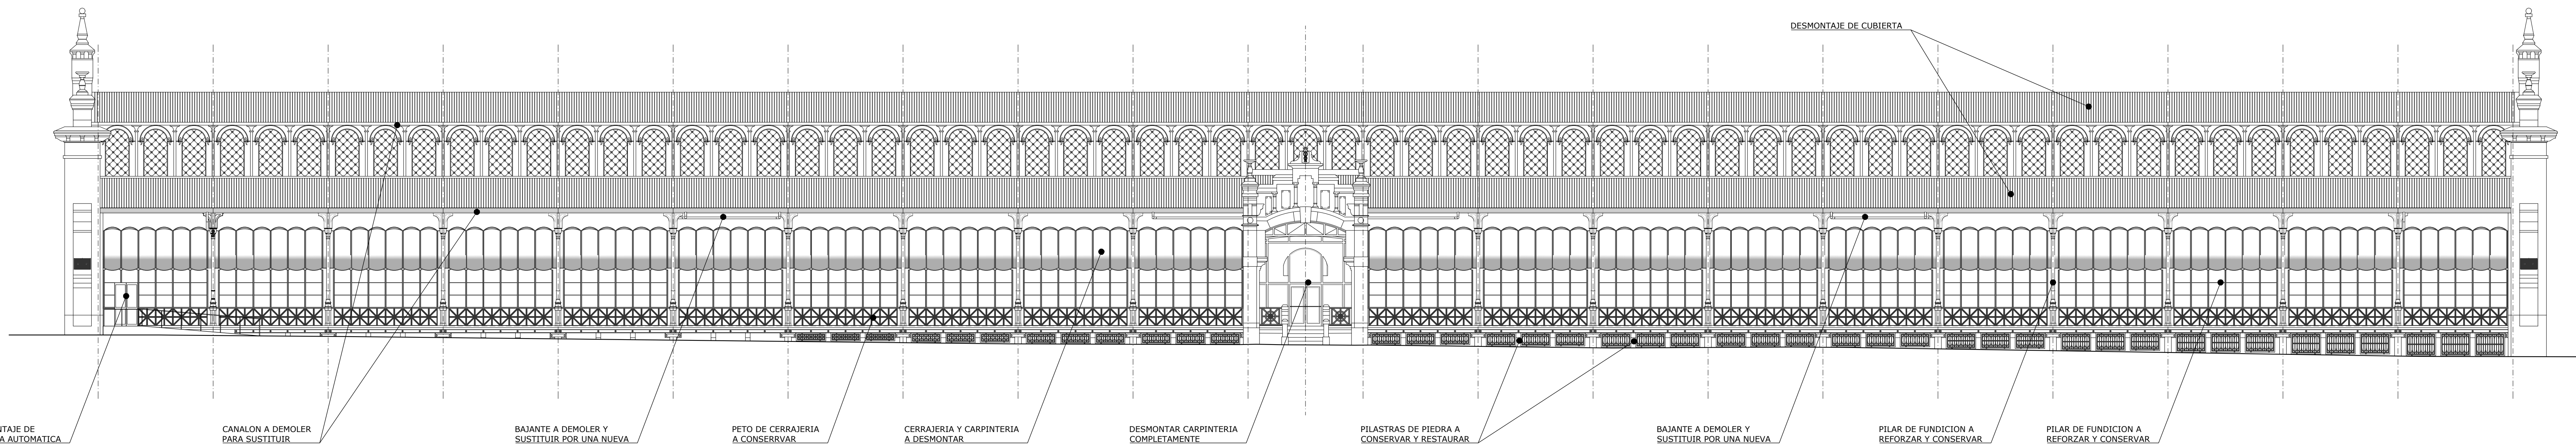 DESMONTAJE DE CUBIERTA
DE
AUTOMATICA
CANALON A DEMOLER
PARA SUSTITUIR
BAJANTE A DEMOLER Y
SUSTITUIR POR UNA NUEVA
PETO DE CERRAJERIA
A CONSERRVAR
CERRAJERIA Y CARPINTERIA
A DESMONTAR
DESMONTAR CARPINTERIA
COMPLETAMENTE
PILASTRAS DE PIEDRA A
CONSERVAR Y RESTAURAR
BAJANTE A DEMOLER Y
SUSTITUIR POR UNA NUEVA
PILAR DE FUNDICION A
REFORZAR Y CONSERVAR
PILAR DE FUNDICION A
REFORZAR Y CONSERVAR